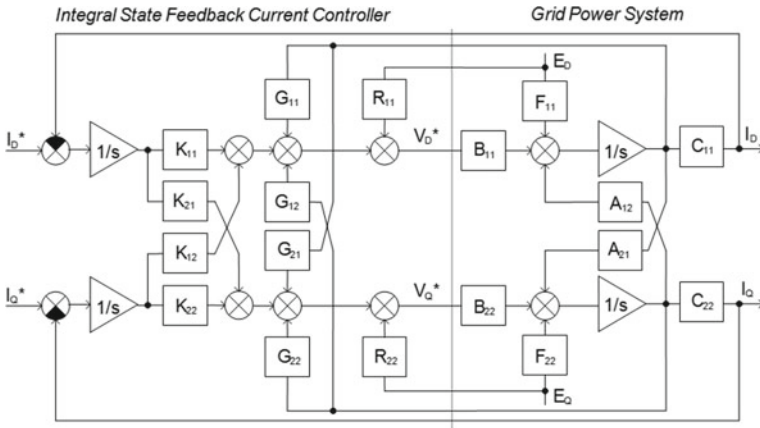 Integral State Feedback Current Controller
Grid Power System
E_D
G₁₁
R₁₁
F₁₁
I_D*
V_D*
I_D
1/s
K₁₁
B₁₁
1/s
C₁₁
K₂₁
G₁₂
A₁₂
K₁₂
G₂₁
A₂₁
I_Q*
V_Q*
I_Q
1/s
K₂₂
B₂₂
1/s
C₂₂
G₂₂
R₂₂
F₂₂
E_Q